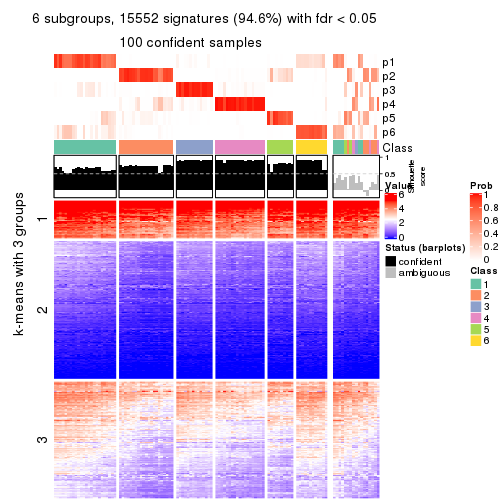 6 subgroups, 15552 signatures (94.6%) with fdr < 0.05
100 confident samples
p1
p2
p3
p4
p5
p6
Class
1
0.5
0
Silhouette
score
k-means with 3 groups
1
2
3
Value
6
4
2
0
Status (barplots)
confident
ambiguous
Prob
1
0.8
0.6
0.4
0.2
0
Class
1
2
3
4
5
6